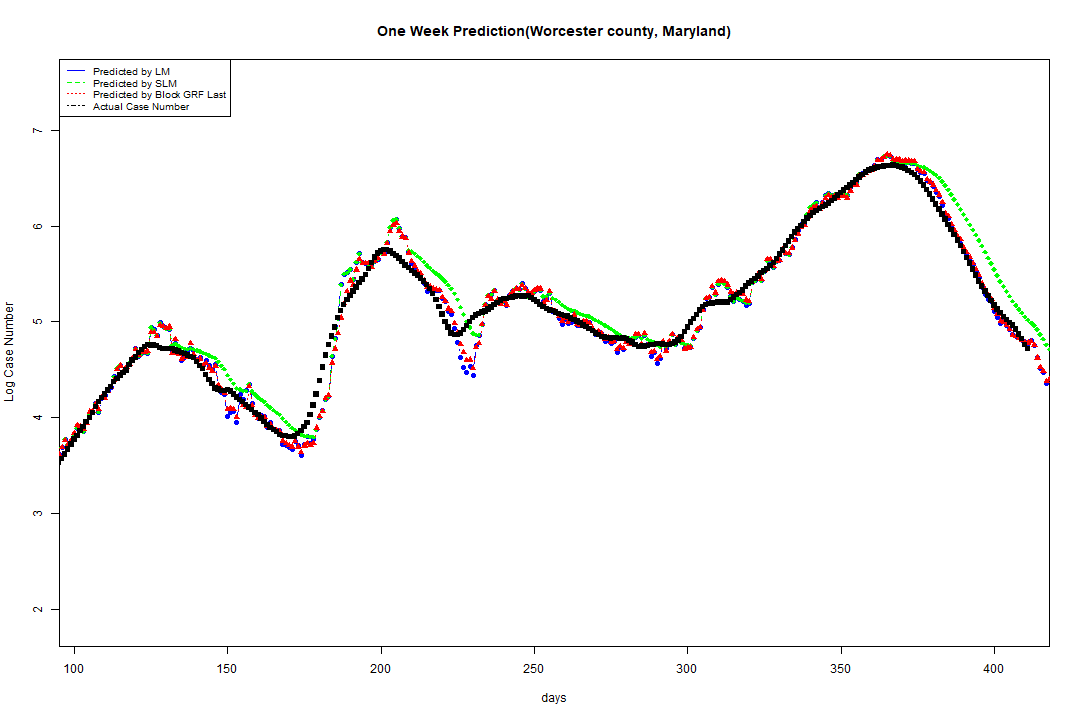 One Week Prediction(Worcester county, Maryland)
Predicted by LM
Predicted by SLM
Predicted by Block GRF Last
Actual Case Number
7
6
5
4
3
2
Log Case Number
100 150 200 250 300 350 400
days